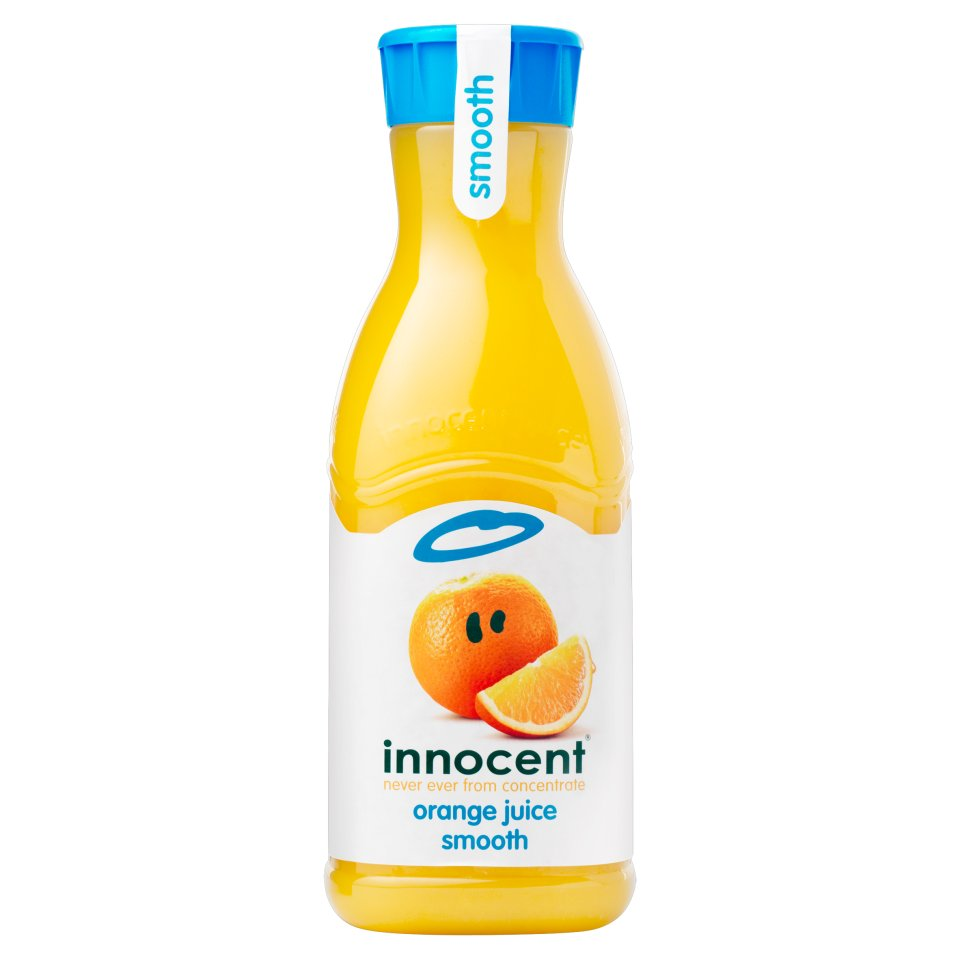 smooth
innocent®
never ever from concentrate
orange juice
smooth